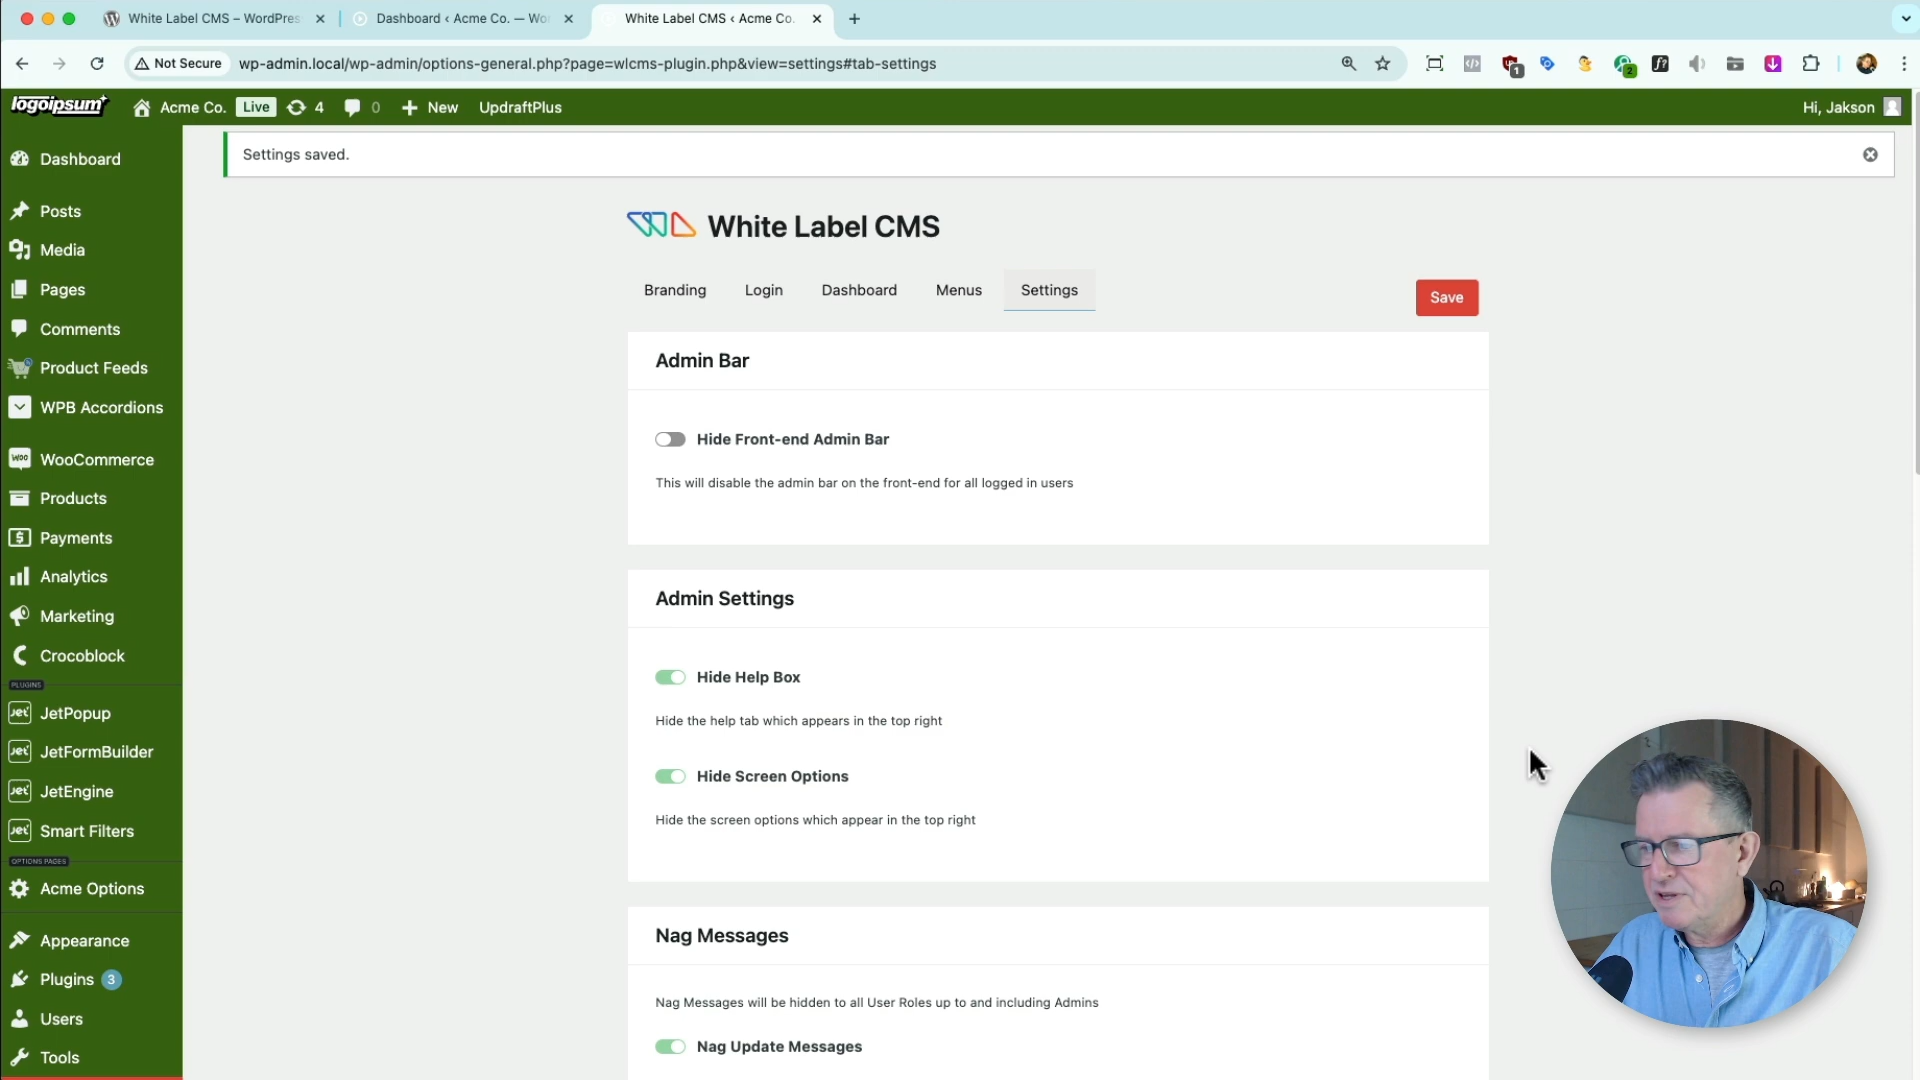 White Label CMS – WordPres
Dashboard ‹ Acme Co. — Wo
White Label CMS ‹ Acme Co.
Not Secure
wp-admin.local/wp-admin/options-general.php?page=wlcms-plugin.php&view=settings#tab-settings
1
2
f?
logoipsum
Acme Co.
Live
4
0
New
UpdraftPlus
Hi, Jakson
Settings saved.
Dashboard
Posts
Media
Pages
Comments
Product Feeds
WPB Accordions
WooCommerce
Products
Payments
Analytics
Marketing
Crocoblock
PLUGINS
JetPopup
JetFormBuilder
JetEngine
Smart Filters
OPTIONS PAGES
Acme Options
Appearance
Plugins 3
Users
Tools
White Label CMS
Branding
Login
Dashboard
Menus
Settings
Save
Admin Bar
Hide Front-end Admin Bar
This will disable the admin bar on the front-end for all logged in users
Admin Settings
Hide Help Box
Hide the help tab which appears in the top right
Hide Screen Options
Hide the screen options which appear in the top right
Nag Messages
Nag Messages will be hidden to all User Roles up to and including Admins
Nag Update Messages